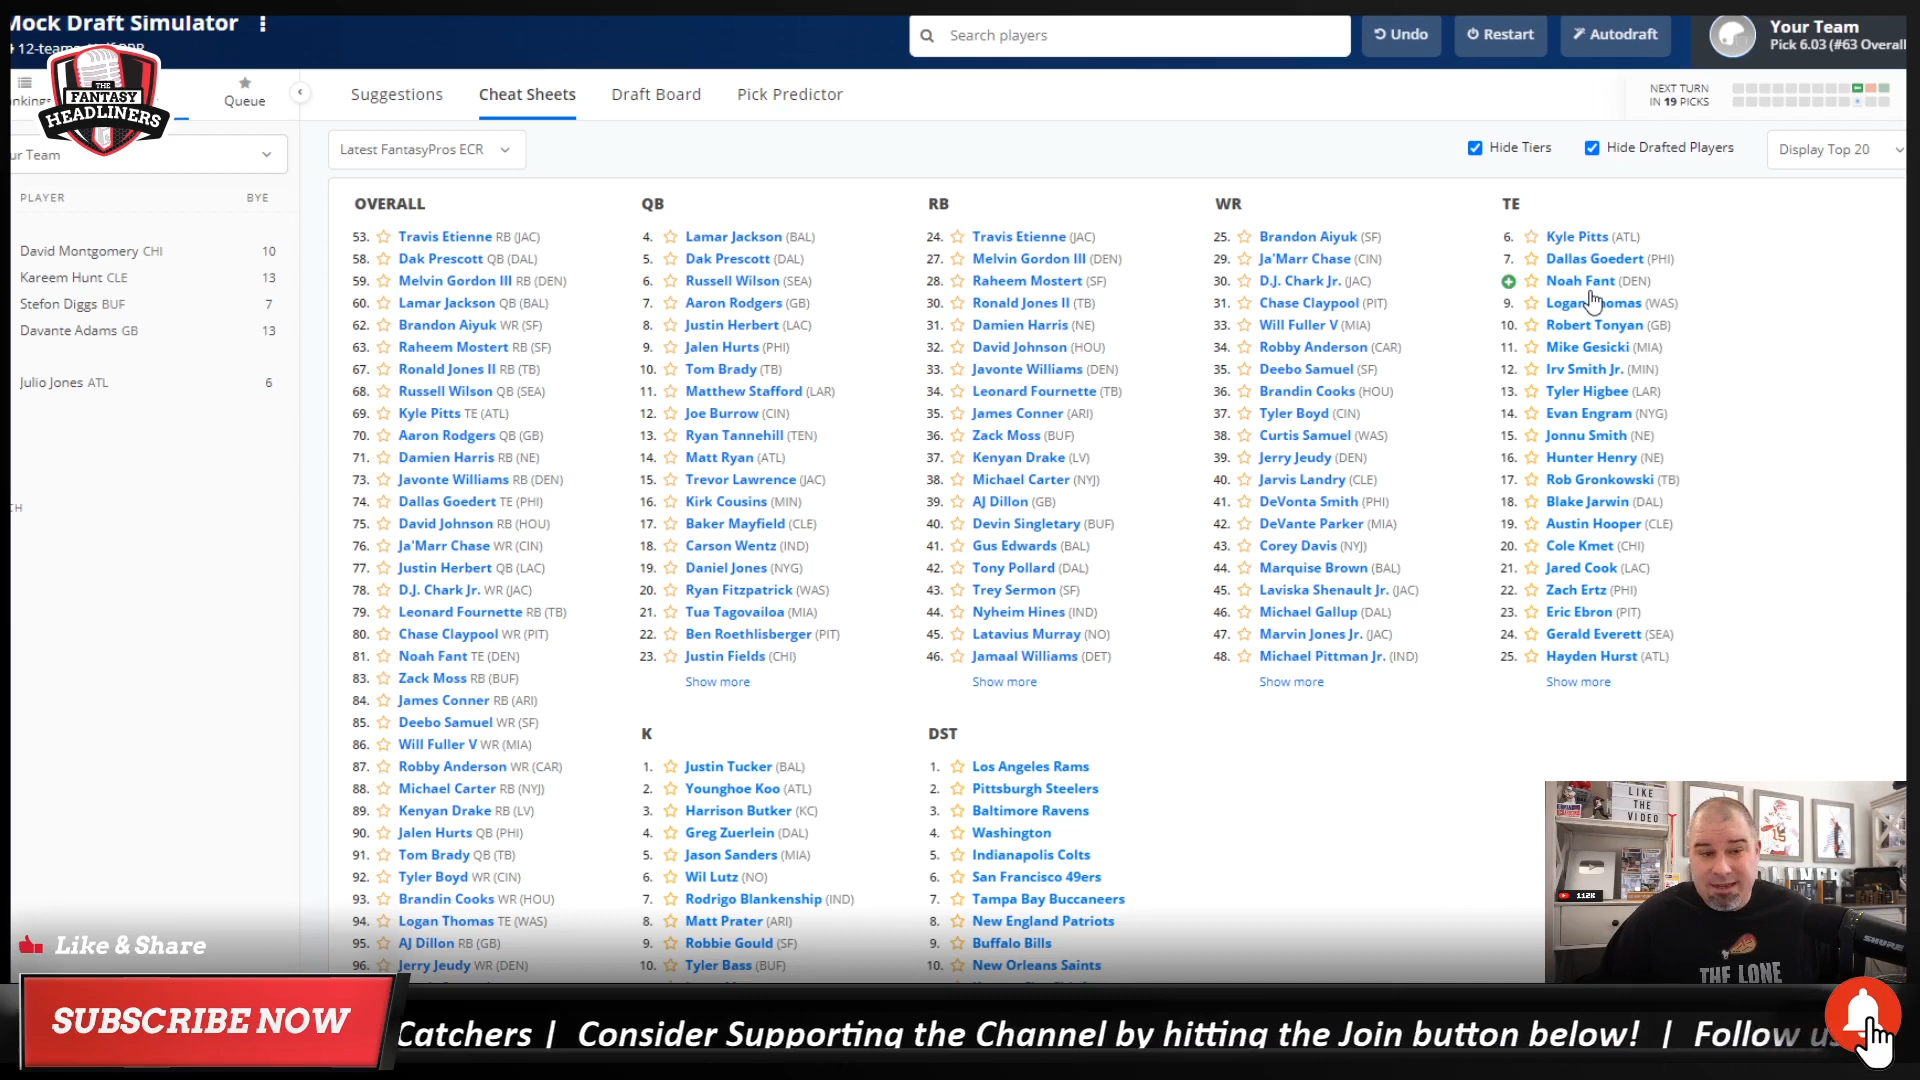 Mock Draft Simulator
12-team
Search players
Undo
Restart
Autodraft
Your Team
Pick 6.03 (#63 Overall
THE
FANTASY
HEADLINERS
Queue
Suggestions
Cheat Sheets
Draft Board
Pick Predictor
NEXT TURN
IN 19 PICKS
ur Team
Latest FantasyPros ECR
Hide Tiers
Hide Drafted Players
Display Top 20
PLAYER BYE
David Montgomery CHI 10
Kareem Hunt CLE 13
Stefon Diggs BUF 7
Davante Adams GB 13
Julio Jones ATL 6
CH
OVERALL
53. Travis Etienne RB (JAC)
58. Dak Prescott QB (DAL)
59. Melvin Gordon III RB (DEN)
60. Lamar Jackson QB (BAL)
62. Brandon Aiyuk WR (SF)
63. Raheem Mostert RB (SF)
67. Ronald Jones II RB (TB)
68. Russell Wilson QB (SEA)
69. Kyle Pitts TE (ATL)
70. Aaron Rodgers QB (GB)
71. Damien Harris RB (NE)
73. Javonte Williams RB (DEN)
74. Dallas Goedert TE (PHI)
75. David Johnson RB (HOU)
76. Ja'Marr Chase WR (CIN)
77. Justin Herbert QB (LAC)
78. D.J. Chark Jr. WR (JAC)
79. Leonard Fournette RB (TB)
80. Chase Claypool WR (PIT)
81. Noah Fant TE (DEN)
83. Zack Moss RB (BUF)
84. James Conner RB (ARI)
85. Deebo Samuel WR (SF)
86. Will Fuller V WR (MIA)
87. Robby Anderson WR (CAR)
88. Michael Carter RB (NYJ)
89. Kenyan Drake RB (LV)
90. Jalen Hurts QB (PHI)
91. Tom Brady QB (TB)
92. Tyler Boyd WR (CIN)
93. Brandin Cooks WR (HOU)
94. Logan Thomas TE (WAS)
95. AJ Dillon RB (GB)
96. Jerry Jeudy WR (DEN)
QB
4. Lamar Jackson (BAL)
5. Dak Prescott (DAL)
6. Russell Wilson (SEA)
7. Aaron Rodgers (GB)
8. Justin Herbert (LAC)
9. Jalen Hurts (PHI)
10. Tom Brady (TB)
11. Matthew Stafford (LAR)
12. Joe Burrow (CIN)
13. Ryan Tannehill (TEN)
14. Matt Ryan (ATL)
15. Trevor Lawrence (JAC)
16. Kirk Cousins (MIN)
17. Baker Mayfield (CLE)
18. Carson Wentz (IND)
19. Daniel Jones (NYG)
20. Ryan Fitzpatrick (WAS)
21. Tua Tagovailoa (MIA)
22. Ben Roethlisberger (PIT)
23. Justin Fields (CHI)
Show more
RB
24. Travis Etienne (JAC)
27. Melvin Gordon III (DEN)
28. Raheem Mostert (SF)
30. Ronald Jones II (TB)
31. Damien Harris (NE)
32. David Johnson (HOU)
33. Javonte Williams (DEN)
34. Leonard Fournette (TB)
35. James Conner (ARI)
36. Zack Moss (BUF)
37. Kenyan Drake (LV)
38. Michael Carter (NYJ)
39. AJ Dillon (GB)
40. Devin Singletary (BUF)
41. Gus Edwards (BAL)
42. Tony Pollard (DAL)
43. Trey Sermon (SF)
44. Nyheim Hines (IND)
45. Latavius Murray (NO)
46. Jamaal Williams (DET)
Show more
WR
25. Brandon Aiyuk (SF)
29. Ja'Marr Chase (CIN)
30. D.J. Chark Jr. (JAC)
31. Chase Claypool (PIT)
33. Will Fuller V (MIA)
34. Robby Anderson (CAR)
35. Deebo Samuel (SF)
36. Brandin Cooks (HOU)
37. Tyler Boyd (CIN)
38. Curtis Samuel (WAS)
39. Jerry Jeudy (DEN)
40. Jarvis Landry (CLE)
41. DeVonta Smith (PHI)
42. DeVante Parker (MIA)
43. Corey Davis (NYJ)
44. Marquise Brown (BAL)
45. Laviska Shenault Jr. (JAC)
46. Michael Gallup (DAL)
47. Marvin Jones Jr. (JAC)
48. Michael Pittman Jr. (IND)
Show more
TE
6. Kyle Pitts (ATL)
7. Dallas Goedert (PHI)
Noah Fant (DEN)
9. Logan Thomas (WAS)
10. Robert Tonyan (GB)
11. Mike Gesicki (MIA)
12. Irv Smith Jr. (MIN)
13. Tyler Higbee (LAR)
14. Evan Engram (NYG)
15. Jonnu Smith (NE)
16. Hunter Henry (NE)
17. Rob Gronkowski (TB)
18. Blake Jarwin (DAL)
19. Austin Hooper (CLE)
20. Cole Kmet (CHI)
21. Jared Cook (LAC)
22. Zach Ertz (PHI)
23. Eric Ebron (PIT)
24. Gerald Everett (SEA)
25. Hayden Hurst (ATL)
Show more
K
1. Justin Tucker (BAL)
2. Younghoe Koo (ATL)
3. Harrison Butker (KC)
4. Greg Zuerlein (DAL)
5. Jason Sanders (MIA)
6. Wil Lutz (NO)
7. Rodrigo Blankenship (IND)
8. Matt Prater (ARI)
9. Robbie Gould (SF)
10. Tyler Bass (BUF)
DST
1. Los Angeles Rams
2. Pittsburgh Steelers
3. Baltimore Ravens
4. Washington
5. Indianapolis Colts
6. San Francisco 49ers
7. Tampa Bay Buccaneers
8. New England Patriots
9. Buffalo Bills
10. New Orleans Saints
LIKE
THE
VIDEO
112K
SHURE
THE LONE
Like & Share
SUBSCRIBE NOW
Catchers | Consider Supporting the Channel by hitting the Join button below! | Follow us